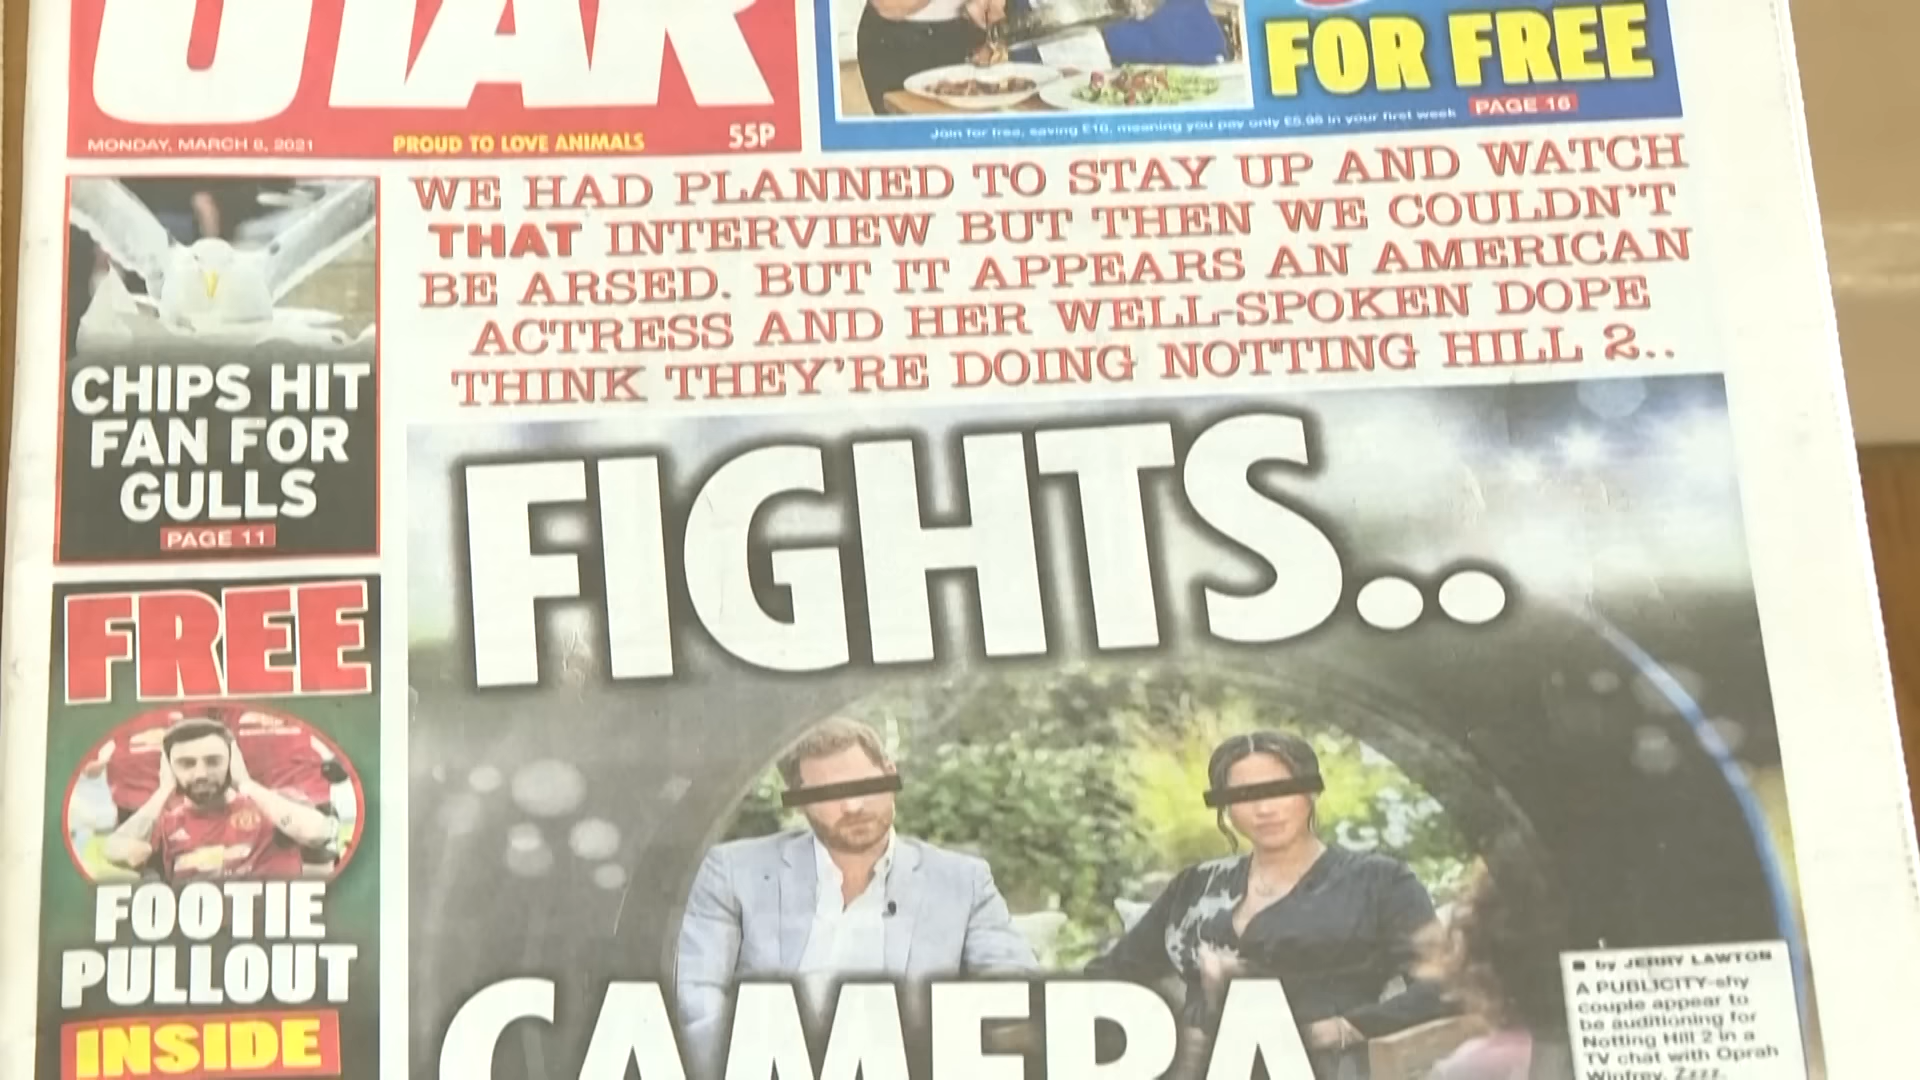 STAR
MONDAY, MARCH 8, 2021
PROUD TO LOVE ANIMALS
55P
FOR FREE
PAGE 16
Join for free, saving £16, meaning you pay only £5.95 in your first week
WE HAD PLANNED TO STAY UP AND WATCH
THAT INTERVIEW BUT THEN WE COULDN'T
BE ARSED. BUT IT APPEARS AN AMERICAN
ACTRESS AND HER WELL-SPOKEN DOPE
THINK THEY'RE DOING NOTTING HILL 2..
CHIPS HIT
FAN FOR
GULLS
PAGE 11
FREE
FOOTIE
PULLOUT
INSIDE
FIGHTS..
CAMERA
by JERRY LAWTON
A PUBLICITY-shy
couple appear to
be auditioning for
Notting Hill 2 in a
TV chat with Oprah
Winfrey. Zzzz.